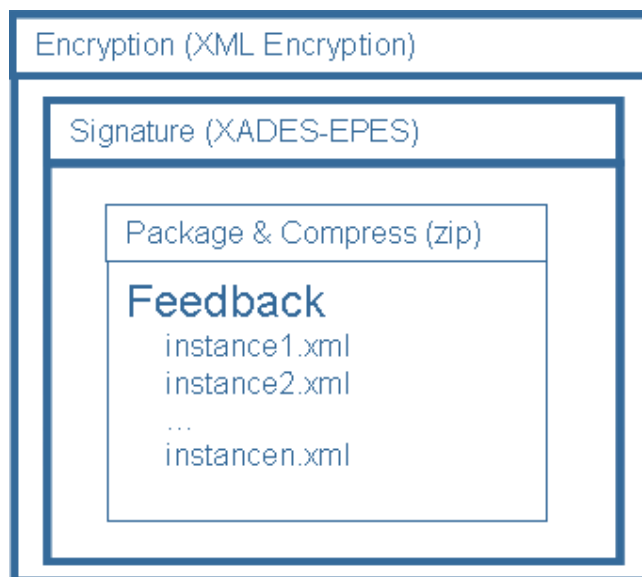 Encryption (XML Encryption)
Signature (XADES-EPES)
Package & Compress (zip)
Feedback
instance1.xml
instance2.xml
...
instancen.xml